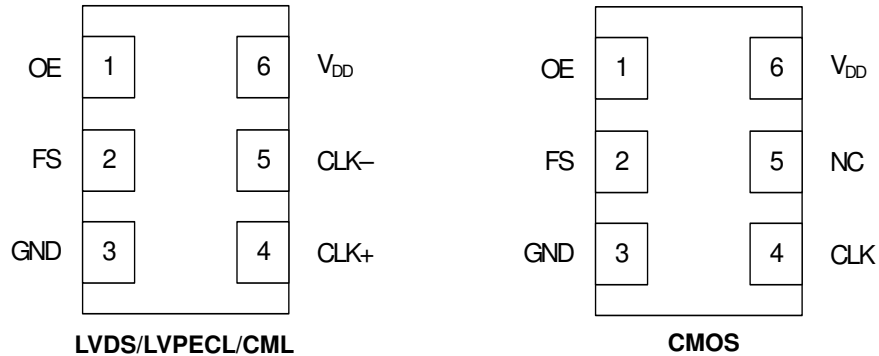 OE 1 6 VDD
FS 2 5 CLK–
GND 3 4 CLK+
LVDS/LVPECL/CML
OE 1 6 VDD
FS 2 5 NC
GND 3 4 CLK
CMOS